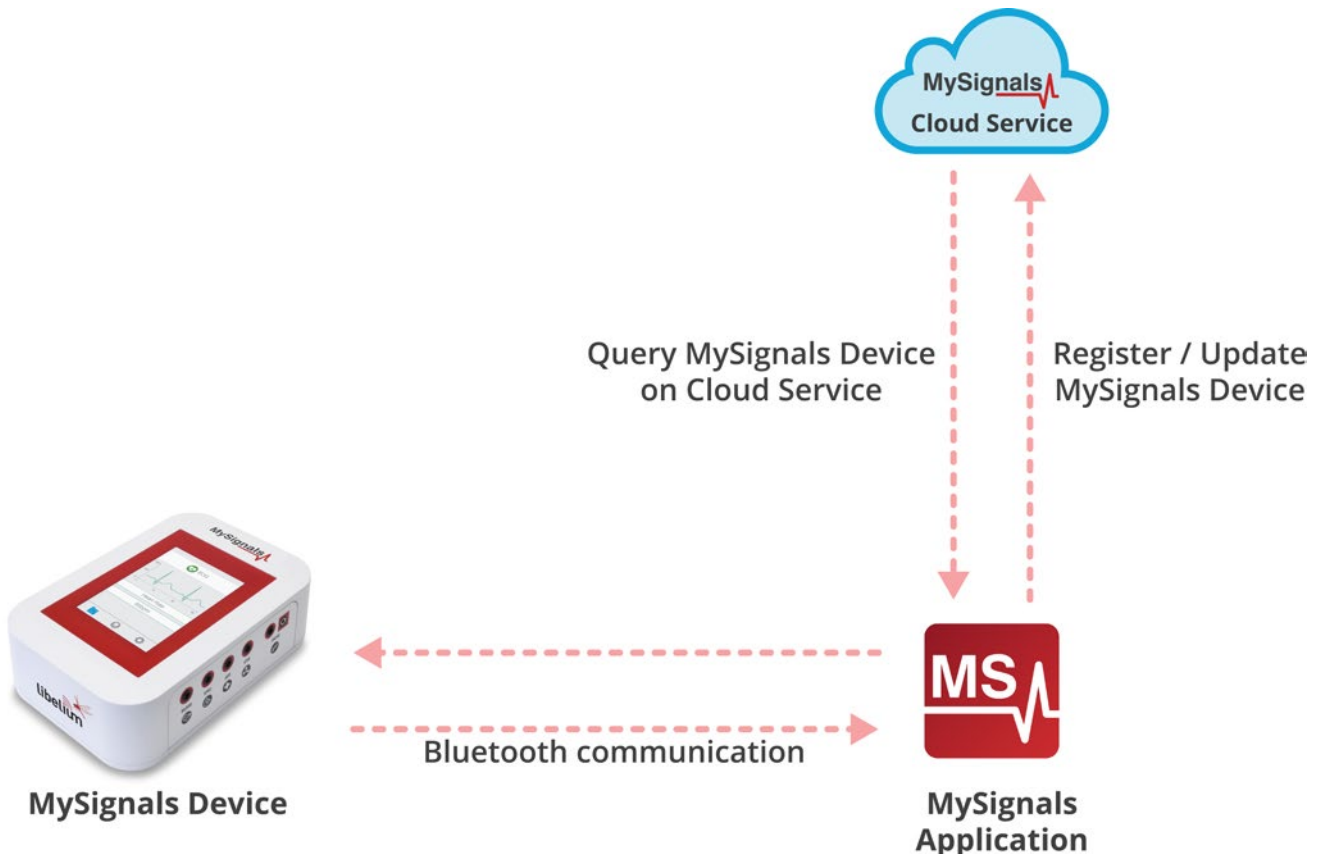 MySignals
Cloud Service
Query MySignals Device
on Cloud Service
Register / Update
MySignals Device
MySignals
libelium
MS
Bluetooth communication
MySignals Device
MySignals
Application